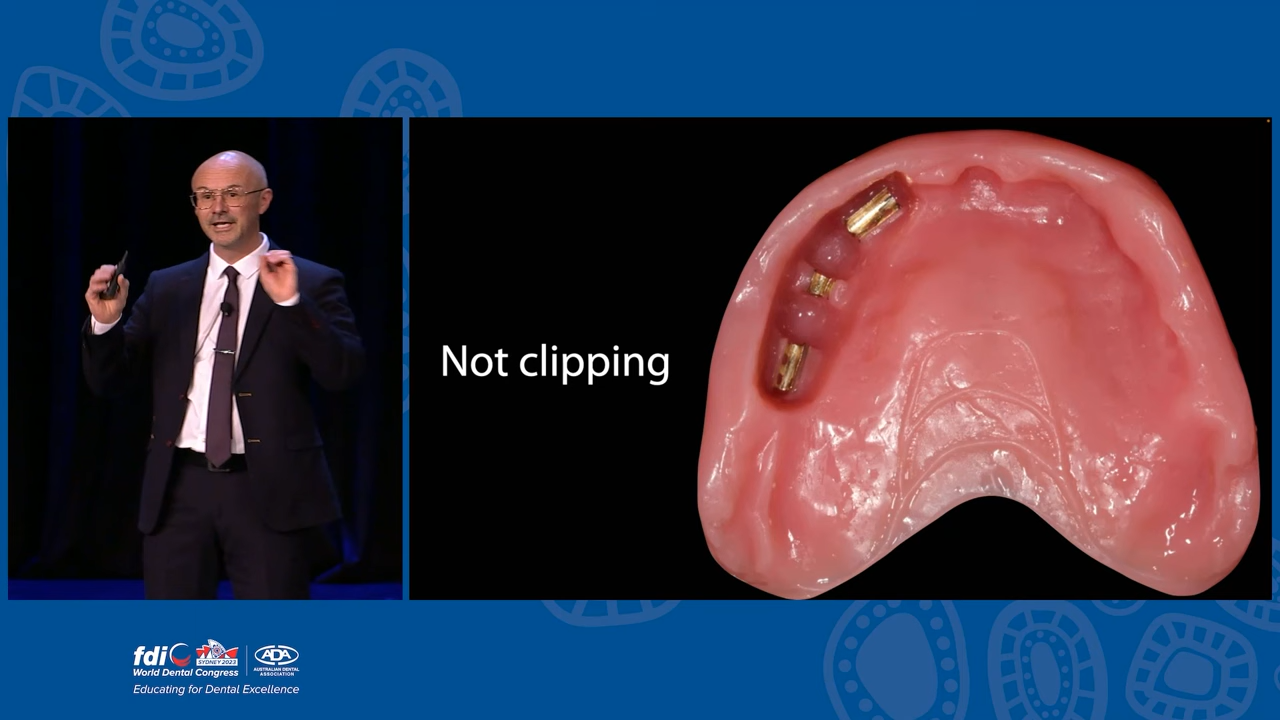 Not clipping
fdi
SYDNEY 2023
World Dental Congress
ADA
AUSTRALIAN DENTAL
ASSOCIATION
Educating for Dental Excellence